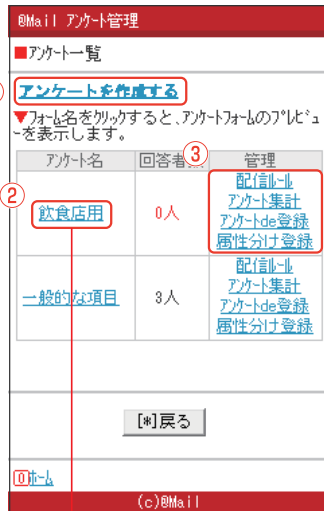 @Mail ｱﾝｹｰﾄ管理
■ｱﾝｹｰﾄ一覧
アンケートを作成する
▼ﾌｫｰﾑ名をｸﾘｯｸすると､ｱﾝｹｰﾄﾌｫｰﾑのﾌﾟﾚﾋﾞｭ
ｰを表示します。
ｱﾝｹｰﾄ名 回答者 ③ 管理
②
飲食店用 0人
配信ﾙｰﾙ
ｱﾝｹｰﾄ集計
ｱﾝｹｰﾄde登録
属性分け登録
一般的な項目 3人
配信ﾙｰﾙ
ｱﾝｹｰﾄ集計
ｱﾝｹｰﾄde登録
属性分け登録
[*]戻る
0ﾎｰﾑ
(c)@Mail